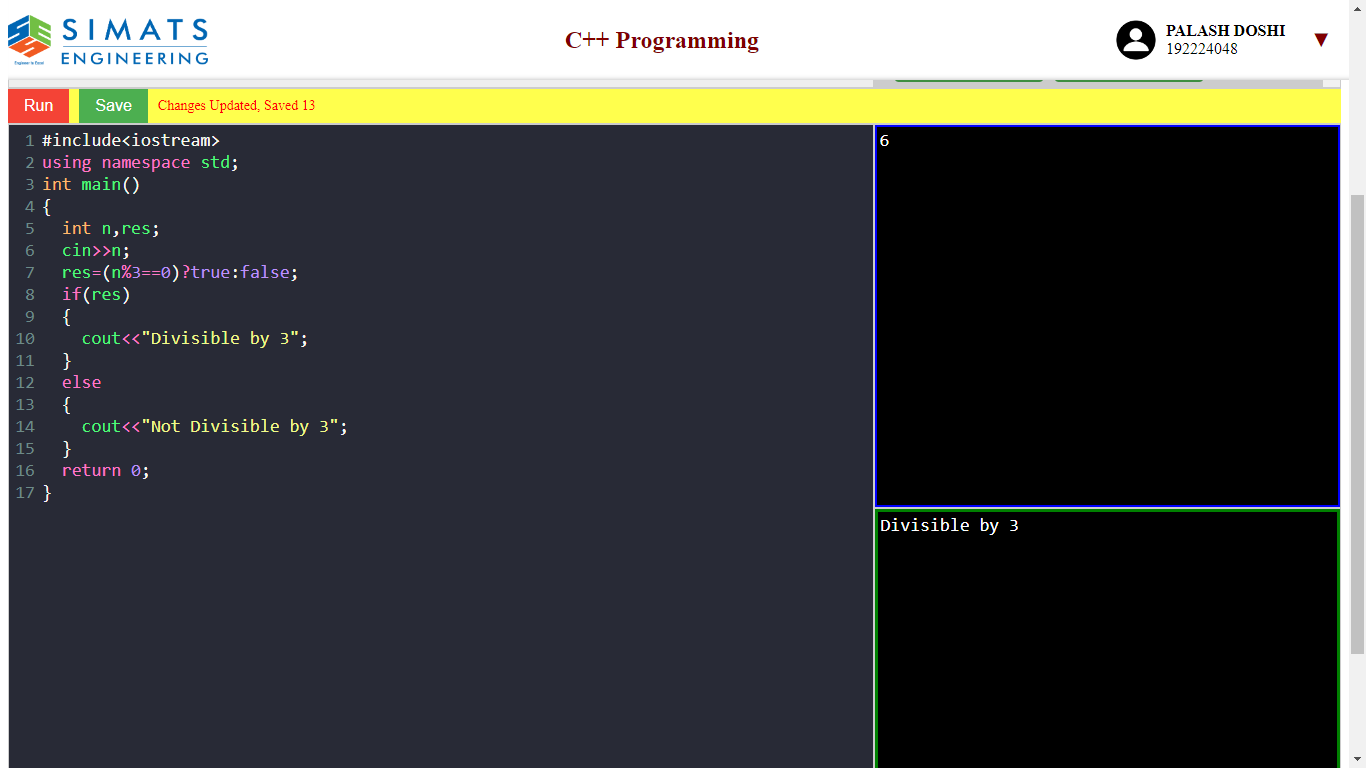 SIMATS
ENGINEERING
Engineer to Excel
C++ Programming
PALASH DOSHI
192224048
▼
Run Save Changes Updated, Saved 13
1 #include<iostream>
2 using namespace std;
3 int main()
4 {
5   int n,res;
6   cin>>n;
7   res=(n%3==0)?true:false;
8   if(res)
9   {
10     cout<<"Divisible by 3";
11   }
12   else
13   {
14     cout<<"Not Divisible by 3";
15   }
16   return 0;
17 }
6
Divisible by 3